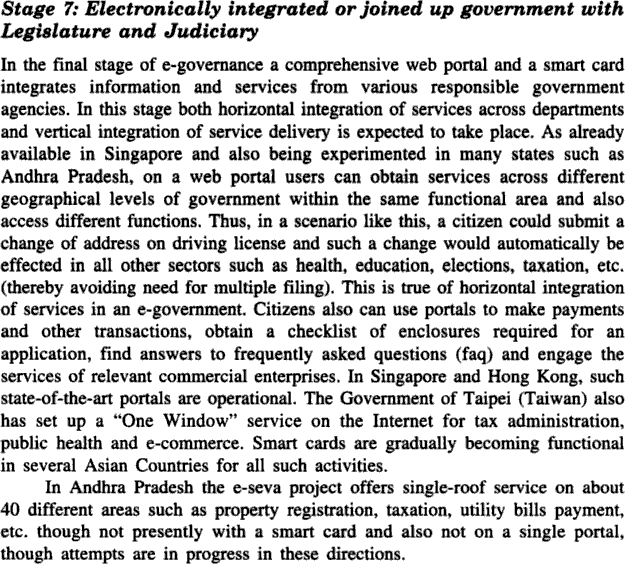 Stage 7: Electronically integrated or joined up government with
Legislature and Judiciary
In the final stage of e-governance a comprehensive web portal and a smart card
integrates information and services from various responsible government
agencies. In this stage both horizontal integration of services across departments
and vertical integration of service delivery is expected to take place. As already
available in Singapore and also being experimented in many states such as
Andhra Pradesh, on a web portal users can obtain services across different
geographical levels of government within the same functional area and also
access different functions. Thus, in a scenario like this, a citizen could submit a
change of address on driving license and such a change would automatically be
effected in all other sectors such as health, education, elections, taxation, etc.
(thereby avoiding need for multiple filing). This is true of horizontal integration
of services in an e-government. Citizens also can use portals to make payments
and other transactions, obtain a checklist of enclosures required for an
application, find answers to frequently asked questions (faq) and engage the
services of relevant commercial enterprises. In Singapore and Hong Kong, such
state-of-the-art portals are operational. The Government of Taipei (Taiwan) also
has set up a “One Window” service on the Internet for tax administration,
public health and e-commerce. Smart cards are gradually becoming functional
in several Asian Countries for all such activities.
In Andhra Pradesh the e-seva project offers single-roof service on about
40 different areas such as property registration, taxation, utility bills payment,
etc. though not presently with a smart card and also not on a single portal,
though attempts are in progress in these directions.